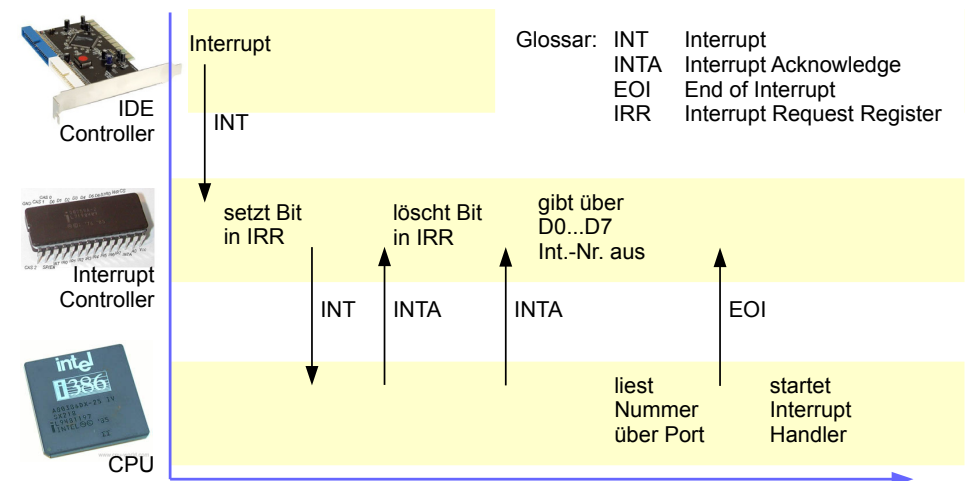 Interrupt
Glossar: INT Interrupt
INTA Interrupt Acknowledge
EOI End of Interrupt
IRR Interrupt Request Register
IDE
Controller
INT
setzt Bit
in IRR
löscht Bit
in IRR
gibt über
D0...D7
Int.-Nr. aus
Interrupt
Controller
INT
INTA
INTA
EOI
intel
i386
liest
Nummer
über Port
startet
Interrupt
Handler
CPU